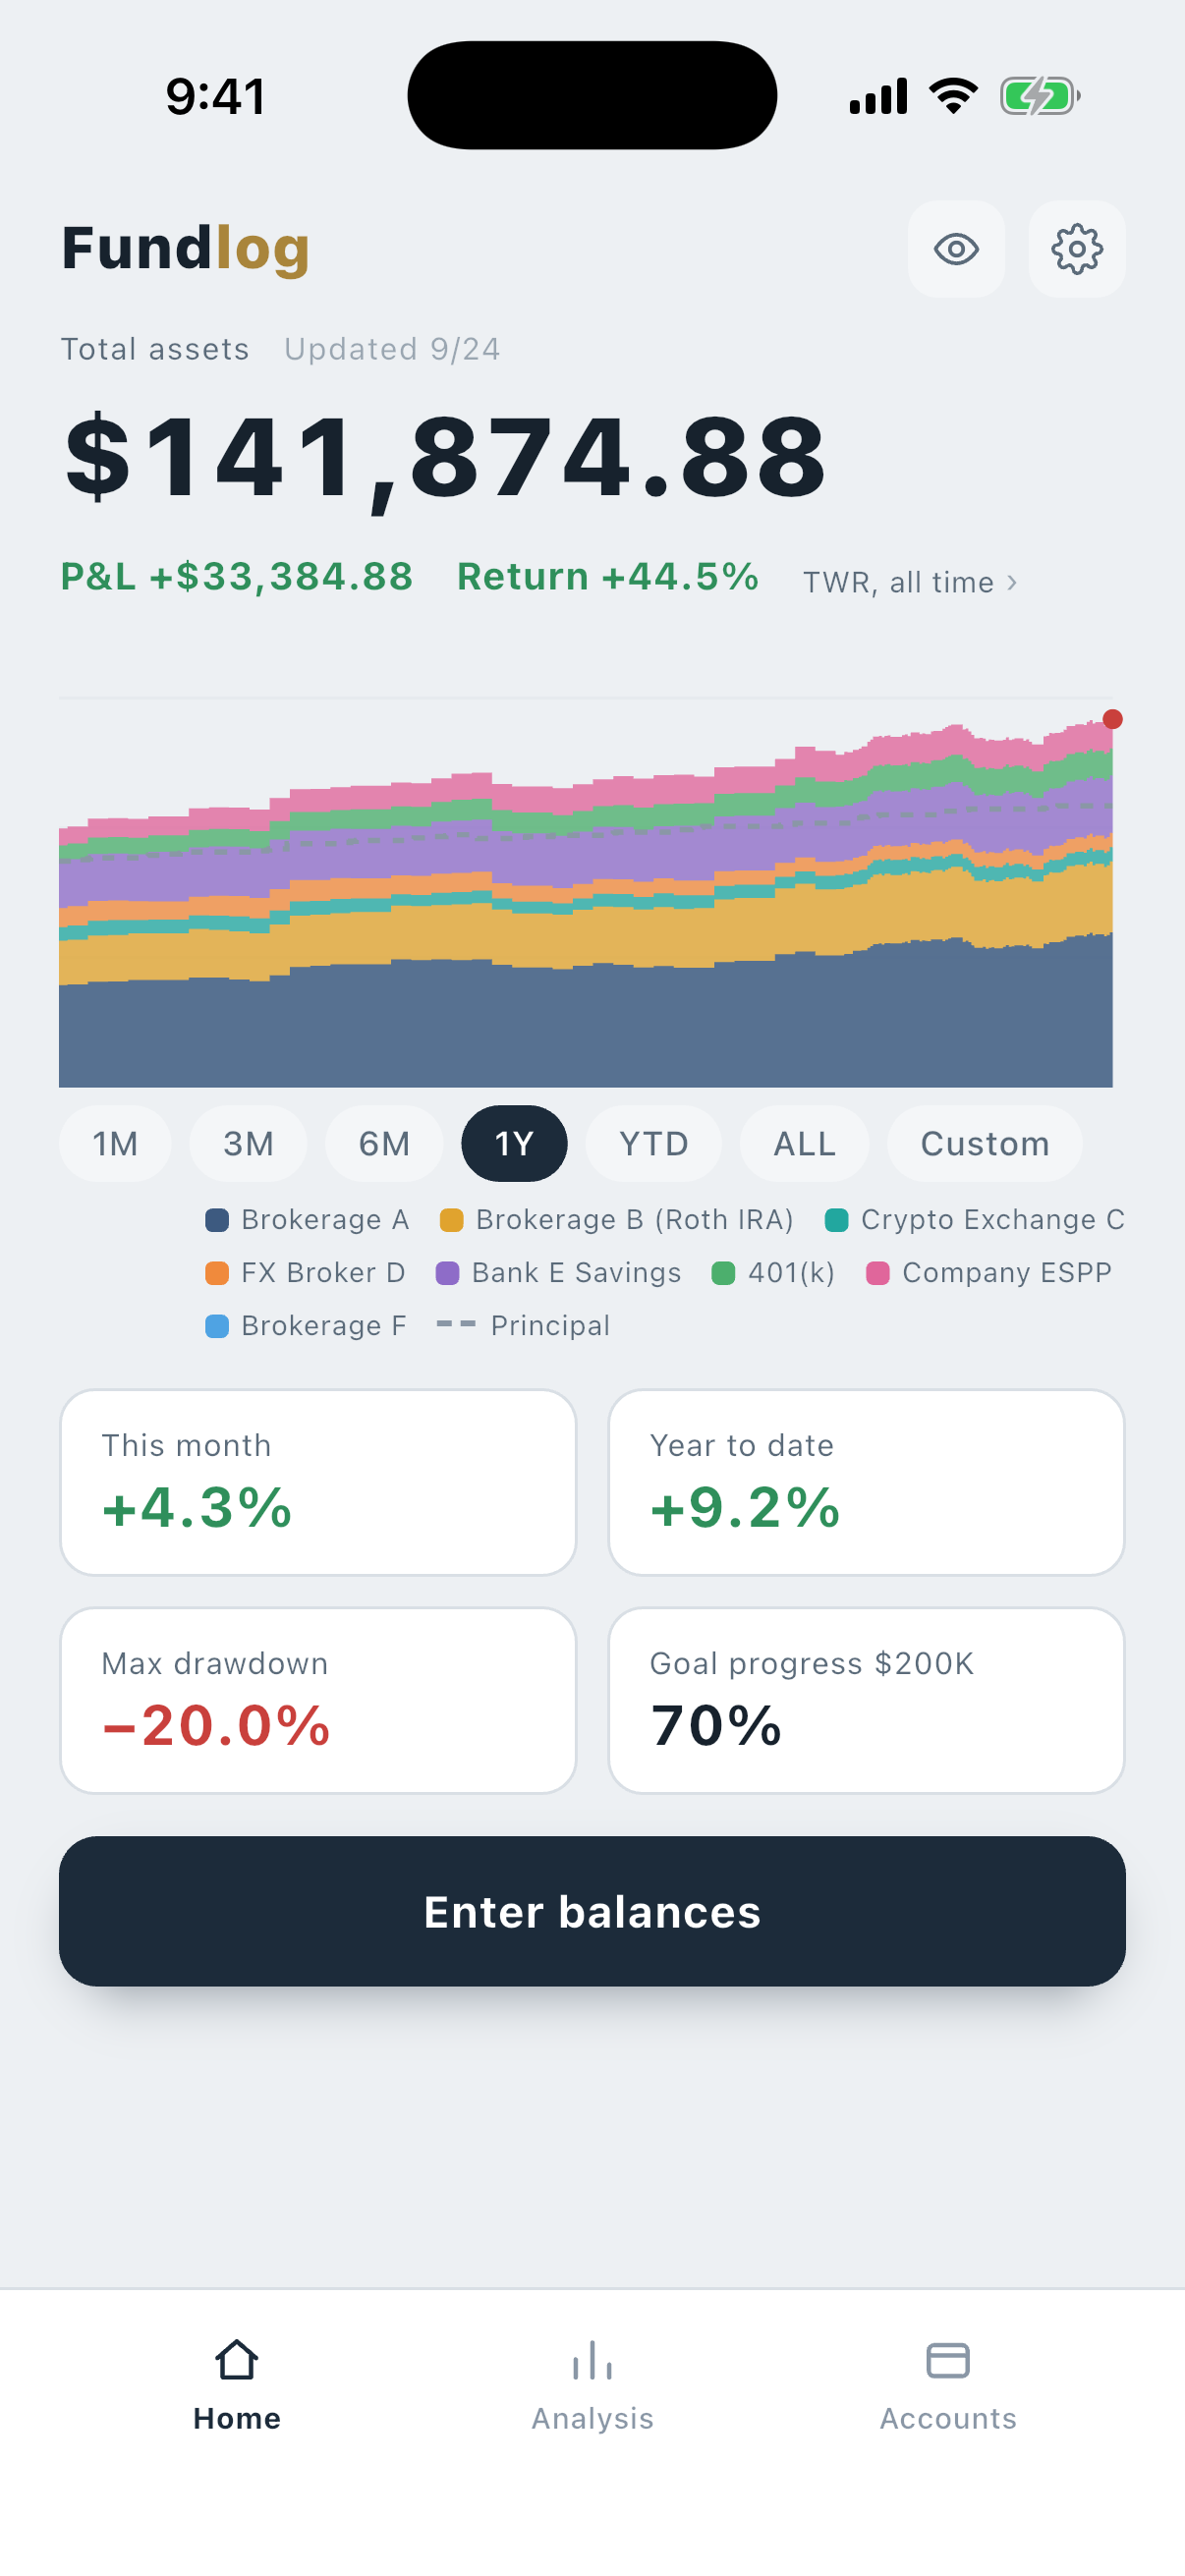 9:41
Fundlog
Total assets Updated 9/24
$141,874.88
P&L +$33,384.88 Return +44.5% TWR, all time ›
1M 3M 6M 1Y YTD ALL Custom
Brokerage A Brokerage B (Roth IRA) Crypto Exchange C
FX Broker D Bank E Savings 401(k) Company ESPP
Brokerage F Principal
This month Year to date
+4.3% +9.2%
Max drawdown Goal progress $200K
−20.0% 70%
Enter balances
Home Analysis Accounts